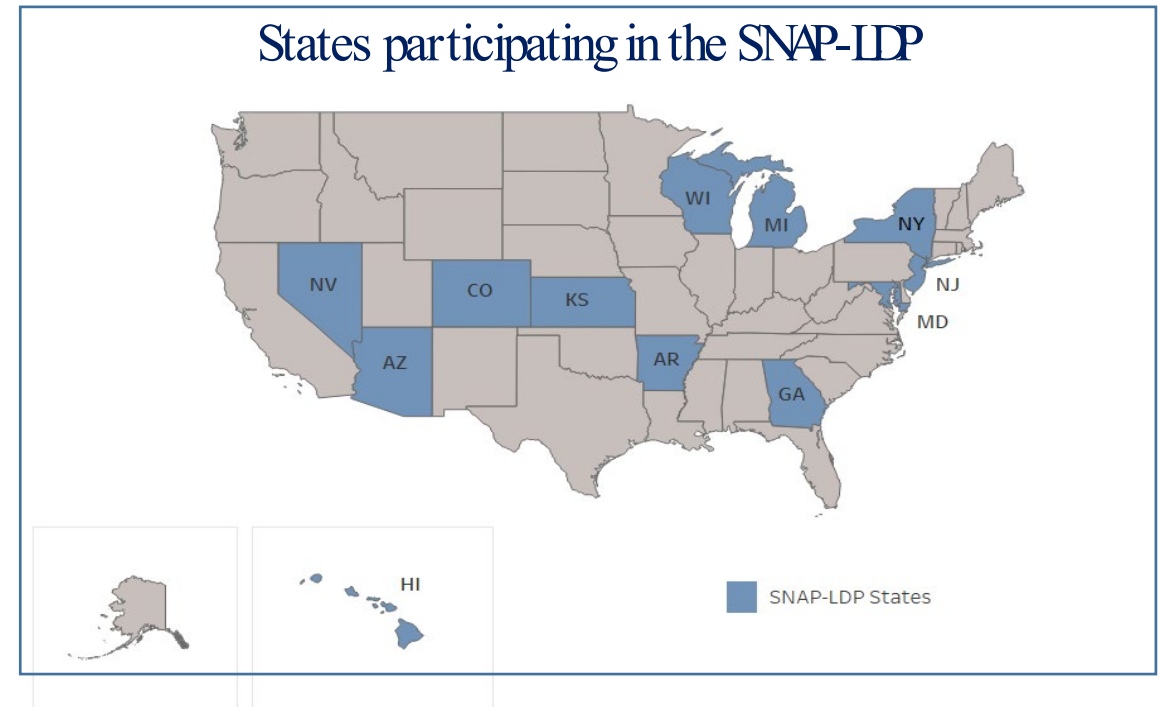 States participating in the SNAP-LDP
WI
MI
NY
NV
CO
KS
NJ
MD
AZ
AR
GA
HI
SNAP-LDP States